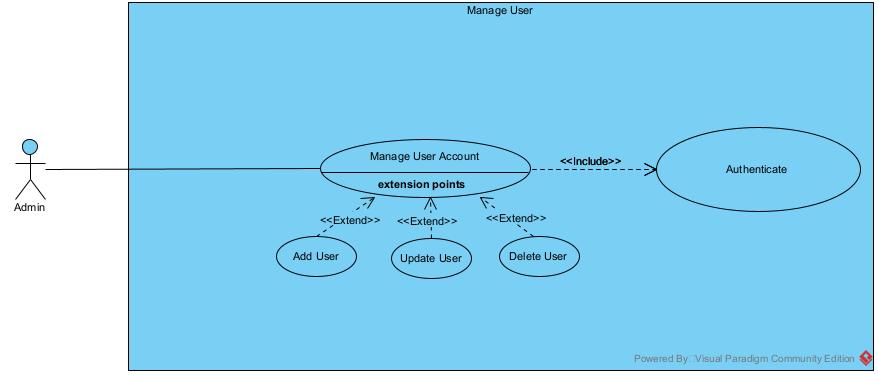 Manage User
Manage User Account
extension points
<<Include>>
Authenticate
Admin
<<Extend>>
<<Extend>>
<<Extend>>
Add User
Update User
Delete User
Powered By: Visual Paradigm Community Edition